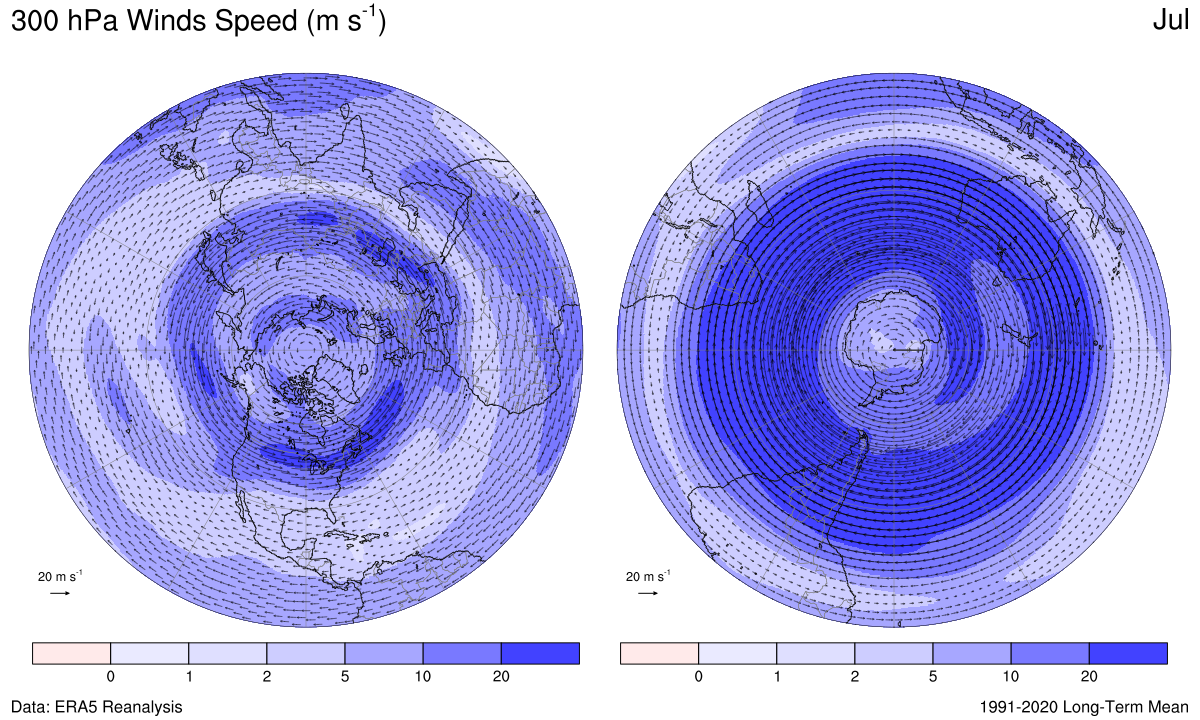 300 hPa Winds Speed (m s-1)
Jul
20 m s-1
20 m s-1
0 1 2 5 10 20
0 1 2 5 10 20
Data: ERA5 Reanalysis
1991-2020 Long-Term Mean